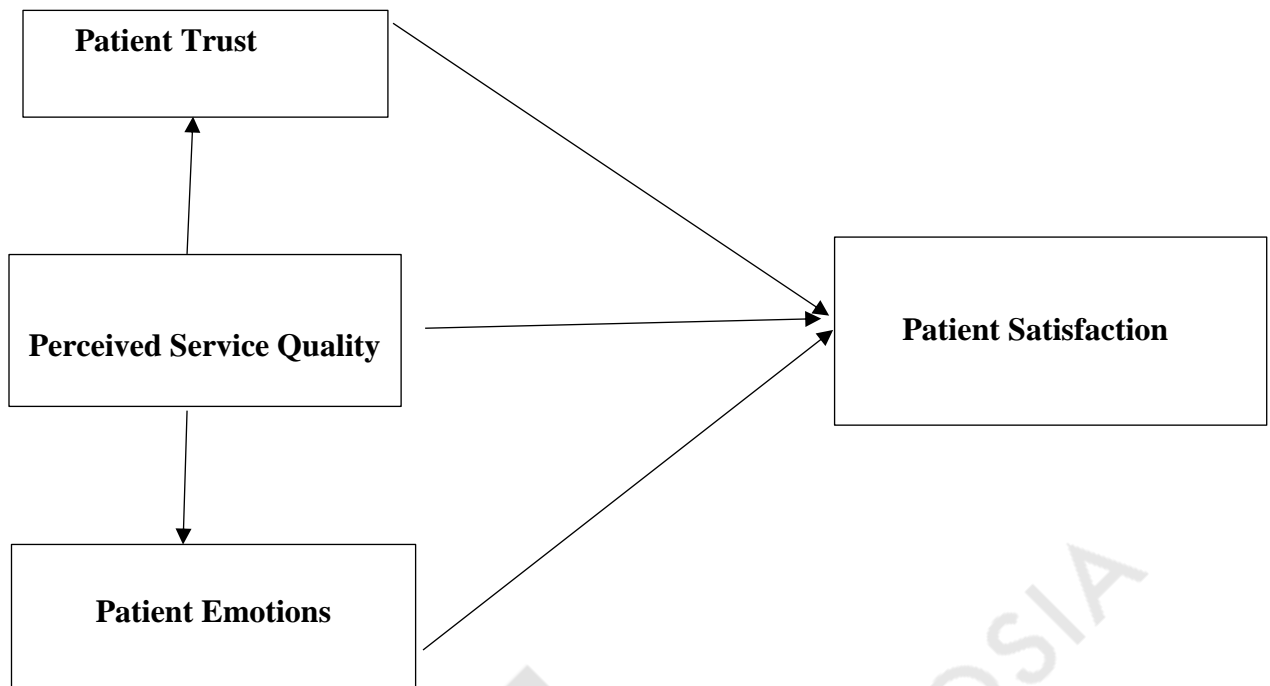 Patient Trust
Perceived Service Quality
Patient Satisfaction
Patient Emotions